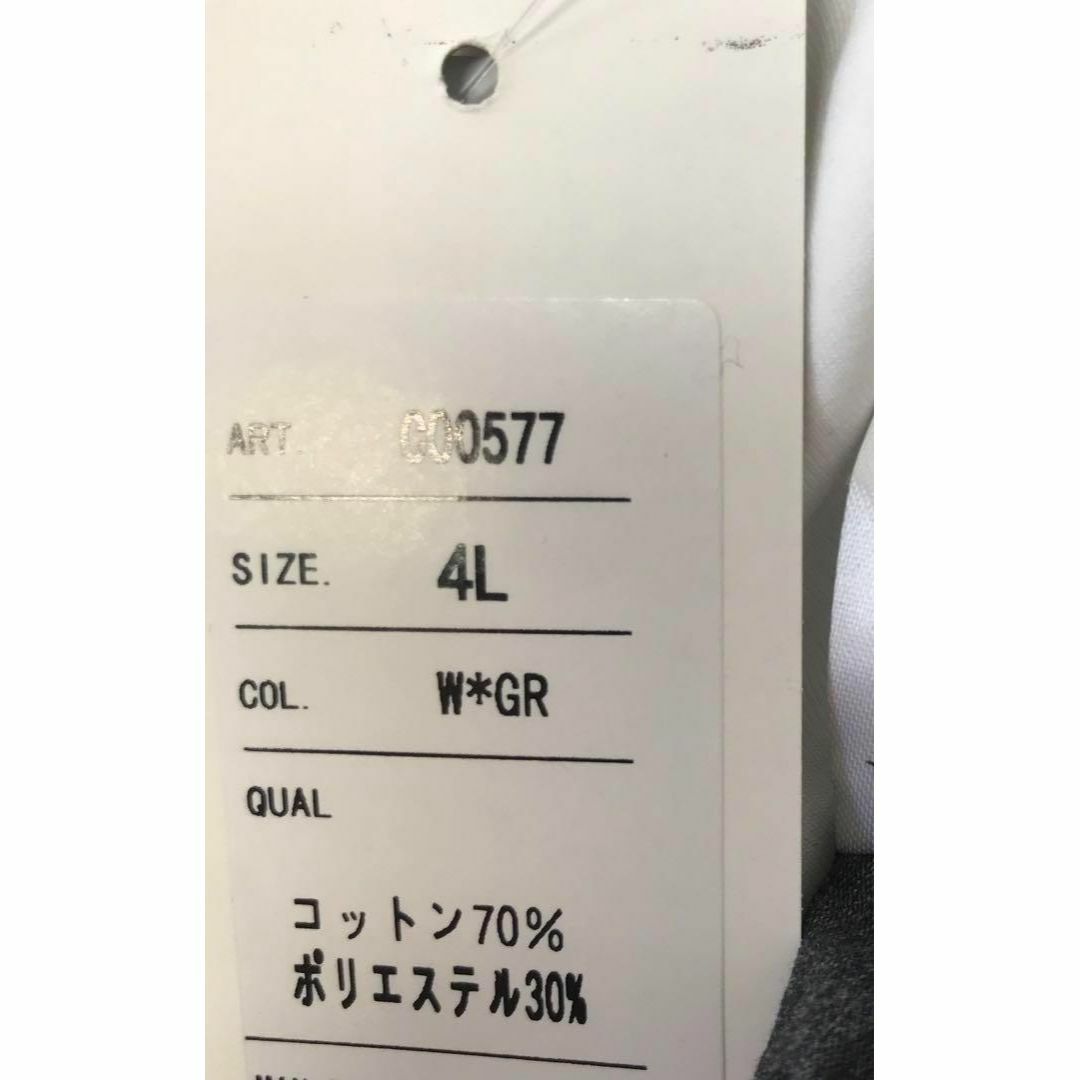 ART. C00577
SIZE. 4L
COL. W*GR
QUAL
コットン70%
ポリエステル30%